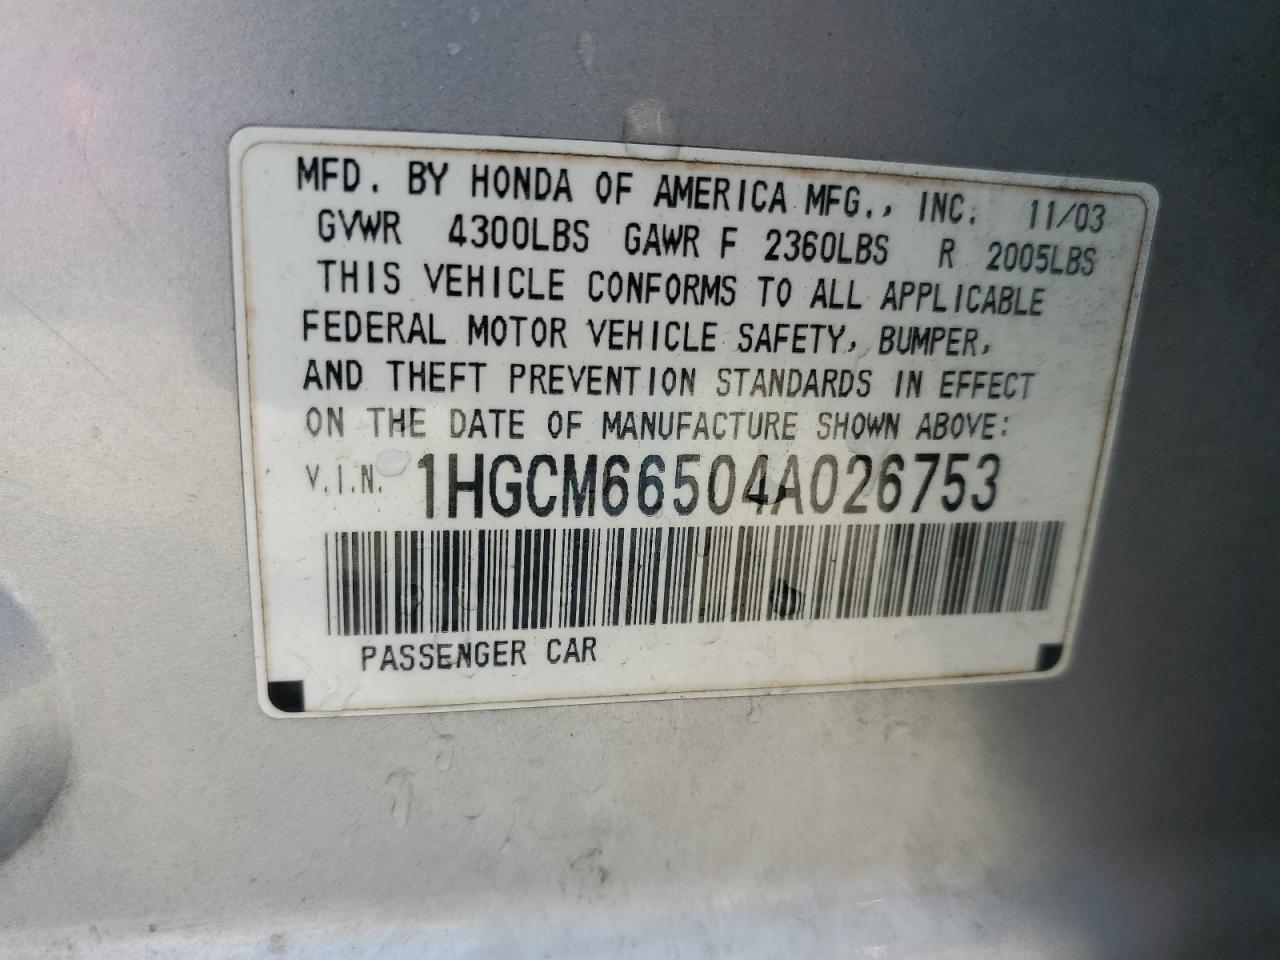 MFD. BY HONDA OF AMERICA MFG., INC. 11/03
GVWR 4300LBS GAWR F 2360LBS R 2005LBS
THIS VEHICLE CONFORMS TO ALL APPLICABLE
FEDERAL MOTOR VEHICLE SAFETY, BUMPER,
AND THEFT PREVENTION STANDARDS IN EFFECT
ON THE DATE OF MANUFACTURE SHOWN ABOVE:
V.I.N. 1HGCM66504A026753
PASSENGER CAR